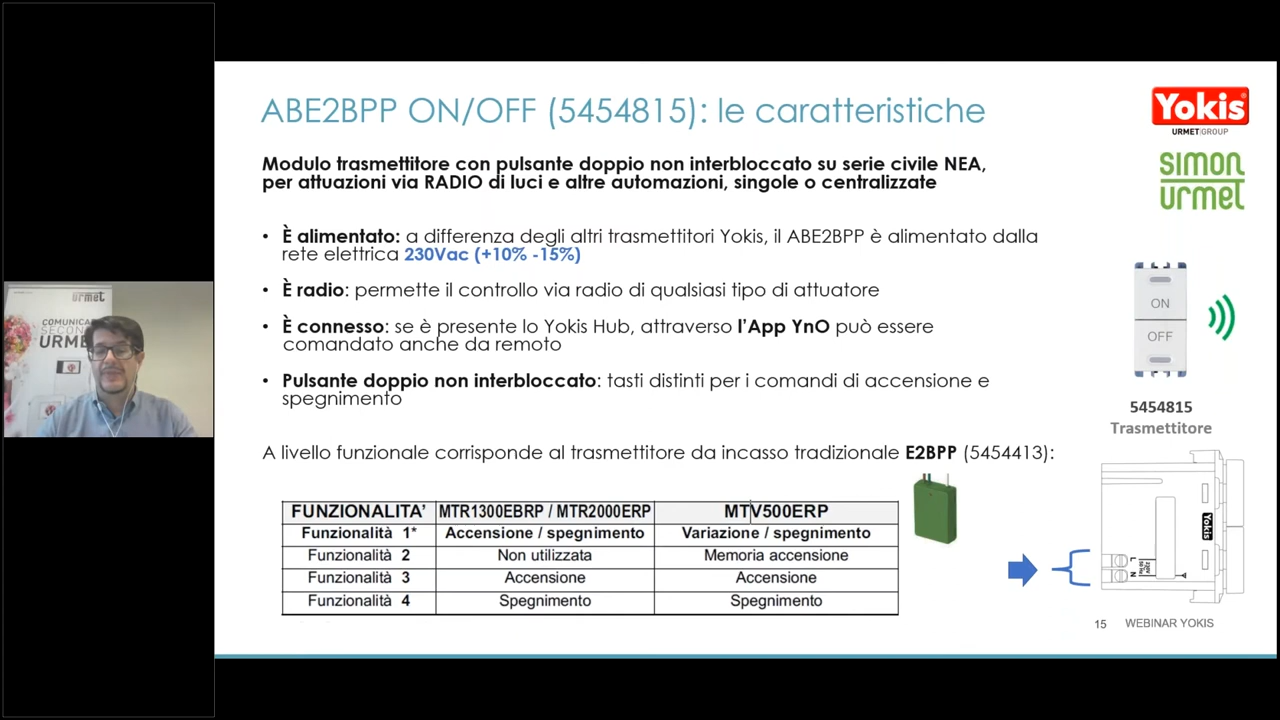 ABE2BPP ON/OFF (5454815): le caratteristiche
Yokis
URMET GROUP
simon
urmet
Modulo trasmettitore con pulsante doppio non interbloccato su serie civile NEA,
per attuazioni via RADIO di luci e altre automazioni, singole o centralizzate
• È alimentato: a differenza degli altri trasmettitori Yokis, il ABE2BPP è alimentato dalla
rete elettrica 230Vac (+10% -15%)
• È radio: permette il controllo via radio di qualsiasi tipo di attuatore
• È connesso: se è presente lo Yokis Hub, attraverso l'App YnO può essere
comandato anche da remoto
• Pulsante doppio non interbloccato: tasti distinti per i comandi di accensione e
spegnimento
ON
OFF
5454815
Trasmettitore
A livello funzionale corrisponde al trasmettitore da incasso tradizionale E2BPP (5454413):
FUNZIONALITA' MTR1300EBRP / MTR2000ERP MTV500ERP
Funzionalità 1* Accensione / spegnimento Variazione / spegnimento
Funzionalità 2 Non utilizzata Memoria accensione
Funzionalità 3 Accensione Accensione
Funzionalità 4 Spegnimento Spegnimento
Yokis
L
N
15 WEBINAR YOKIS
urmet
COMUNICA
SECON
URME